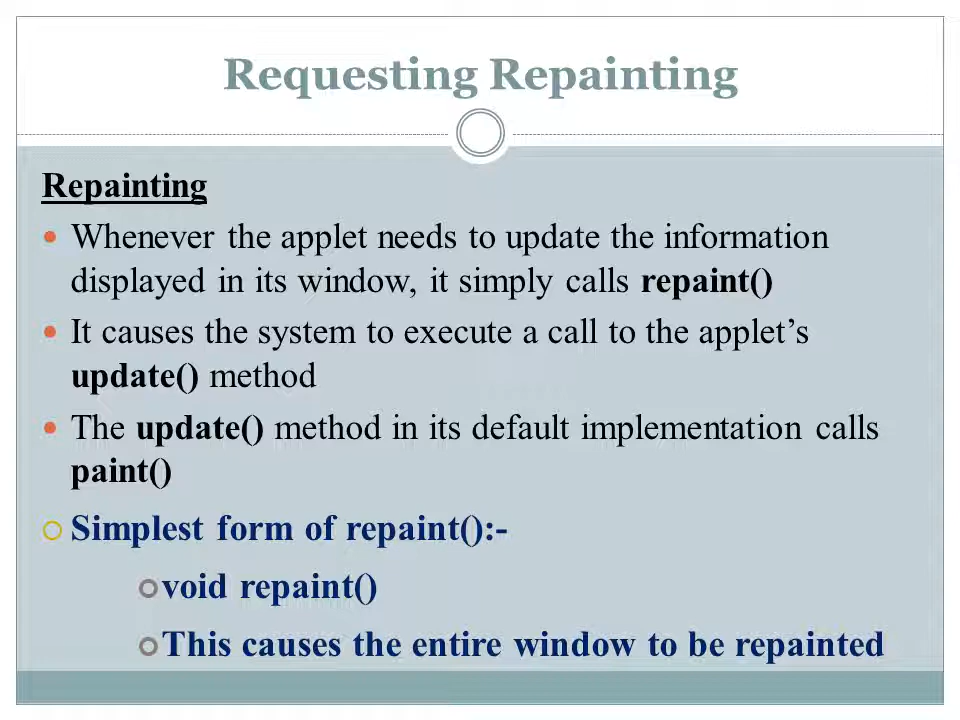 Requesting Repainting
Repainting
Whenever the applet needs to update the information
displayed in its window, it simply calls repaint()
It causes the system to execute a call to the applet’s
update() method
The update() method in its default implementation calls
paint()
Simplest form of repaint():-
void repaint()
This causes the entire window to be repainted